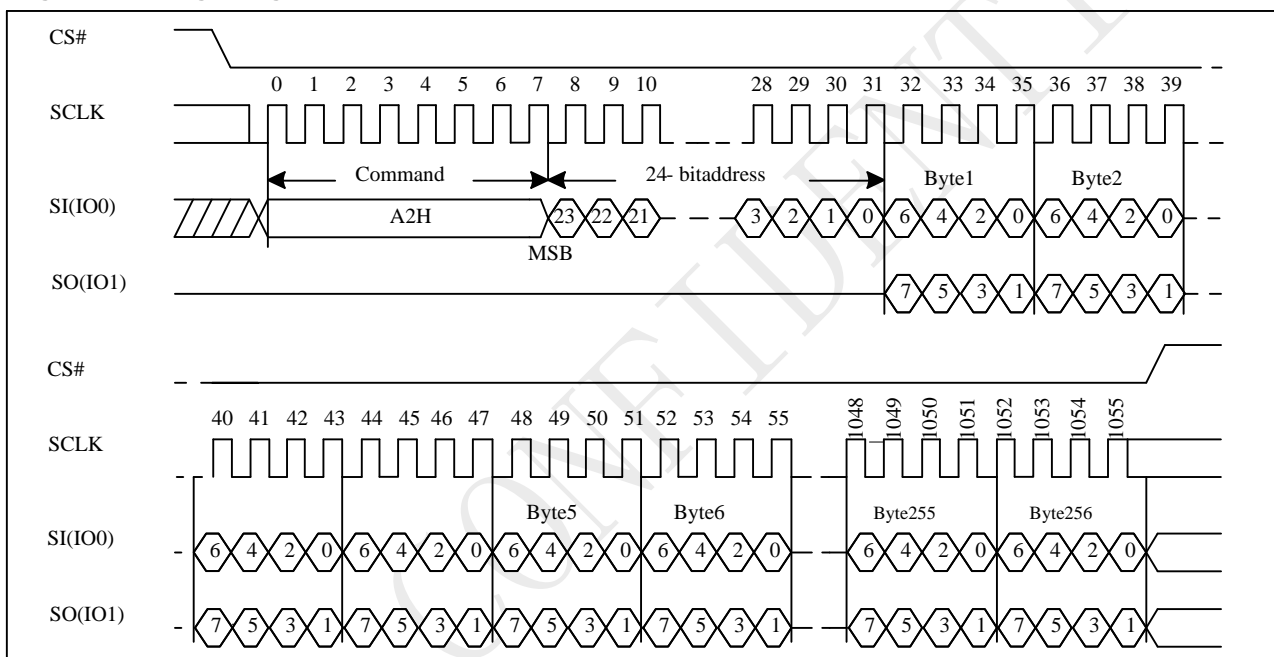 CS#
0 1 2 3 4 5 6 7 8 9 10 28 29 30 31 32 33 34 35 36 37 38 39
SCLK
Command 24- bitaddress Byte1 Byte2
SI(IO0) A2H 23 22 21 3 2 1 0 6 4 2 0 6 4 2 0
MSB
SO(IO1) 7 5 3 1 7 5 3 1
CS#
40 41 42 43 44 45 46 47 48 49 50 51 52 53 54 55 1048 1049 1050 1051 1052 1053 1054 1055
SCLK
Byte5 Byte6 Byte255 Byte256
SI(IO0) 6 4 2 0 6 4 2 0 6 4 2 0 6 4 2 0 6 4 2 0 6 4 2 0
SO(IO1) 7 5 3 1 7 5 3 1 7 5 3 1 7 5 3 1 7 5 3 1 7 5 3 1
CONFIDENT